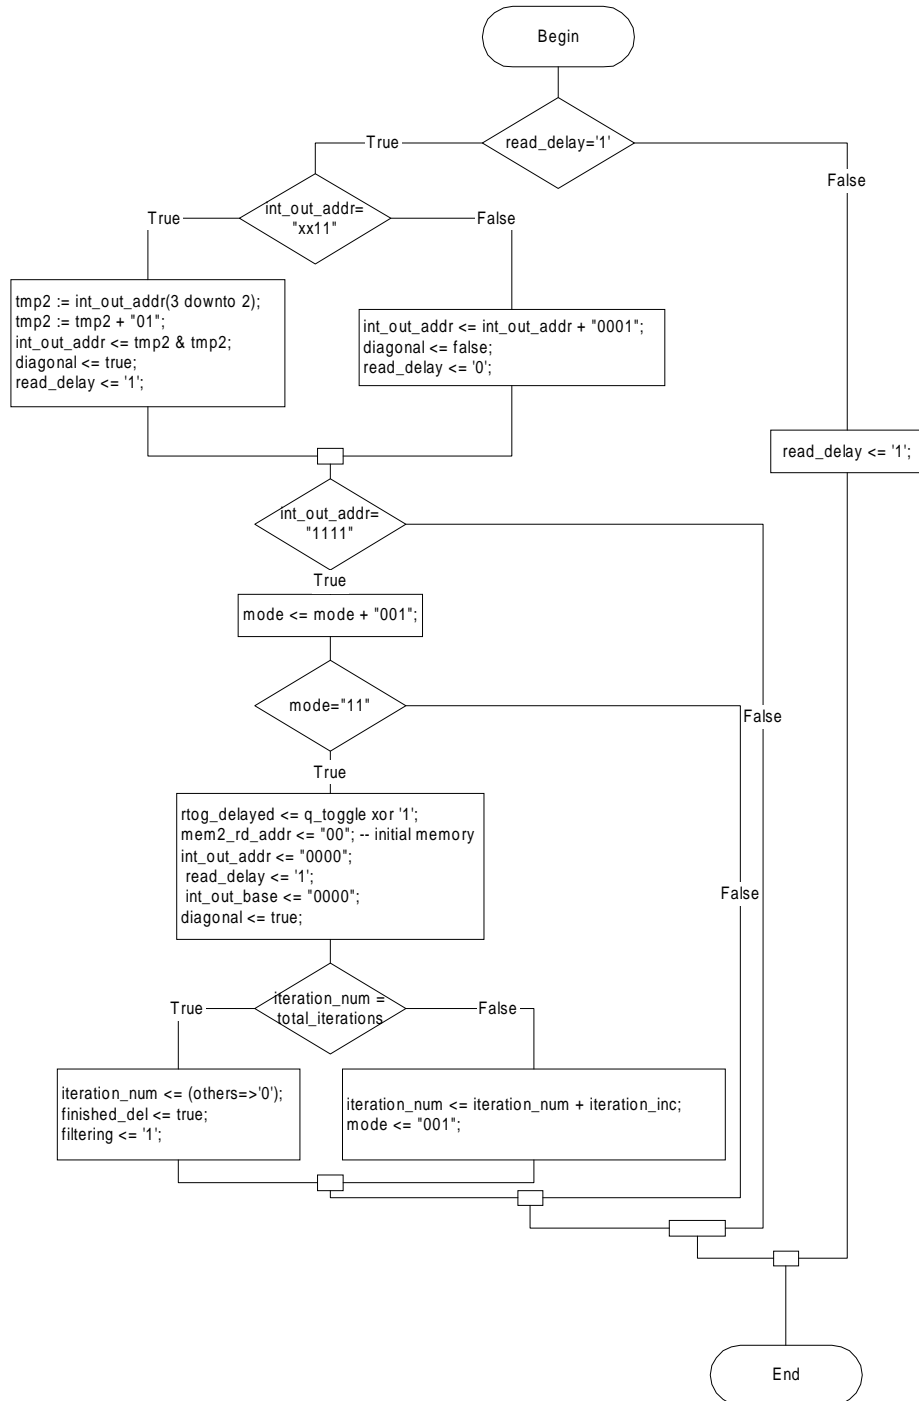 Begin
read_delay='1'
True
False
int_out_addr=
"xx11"
True
False
tmp2 := int_out_addr(3 downto 2);
tmp2 := tmp2 + "01";
int_out_addr <= tmp2 & tmp2;
diagonal <= true;
read_delay <= '1';
int_out_addr <= int_out_addr + "0001";
diagonal <= false;
read_delay <= '0';
read_delay <= '1';
int_out_addr=
"1111"
True
False
mode <= mode + "001";
mode="11"
True
False
rtog_delayed <= q_toggle xor '1';
mem2_rd_addr <= "00"; -- initial memory
int_out_addr <= "0000";
read_delay <= '1';
int_out_base <= "0000";
diagonal <= true;
iteration_num =
total_iterations
True
False
iteration_num <= (others=>'0');
finished_del <= true;
filtering <= '1';
iteration_num <= iteration_num + iteration_inc;
mode <= "001";
End